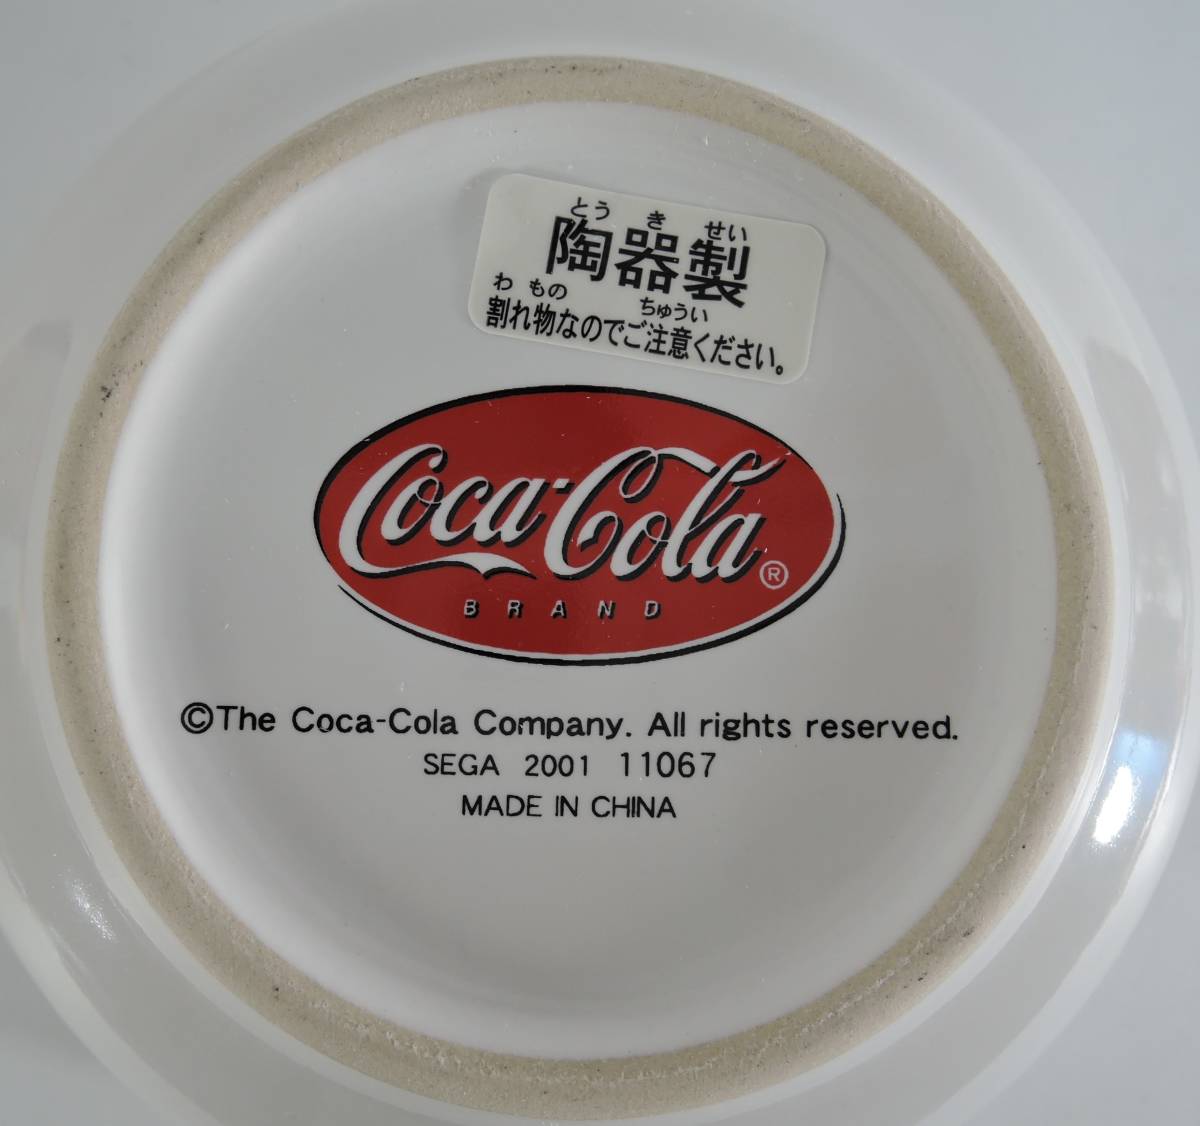 とう き せい
陶器製
わ もの ちゅうい
割れ物なのでご注意ください。
Coca-Cola ®
BRAND
©The Coca-Cola Company. All rights reserved.
SEGA 2001 11067
MADE IN CHINA